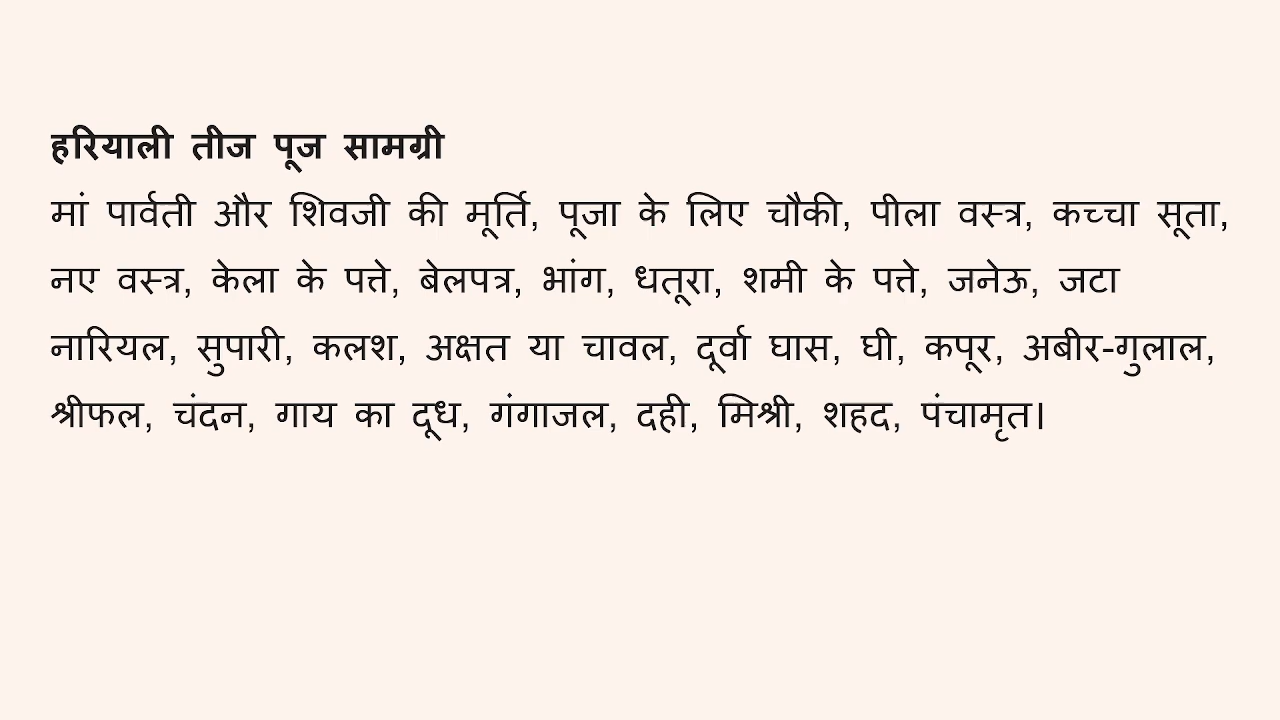 हरियाली तीज पूज सामग्री
मां पार्वती और शिवजी की मूर्ति, पूजा के लिए चौकी, पीला वस्त्र, कच्चा सूता,
नए वस्त्र, केला के पत्ते, बेलपत्र, भांग, धतूरा, शमी के पत्ते, जनेऊ, जटा
नारियल, सुपारी, कलश, अक्षत या चावल, दूर्वा घास, घी, कपूर, अबीर-गुलाल,
श्रीफल, चंदन, गाय का दूध, गंगाजल, दही, मिश्री, शहद, पंचामृत।